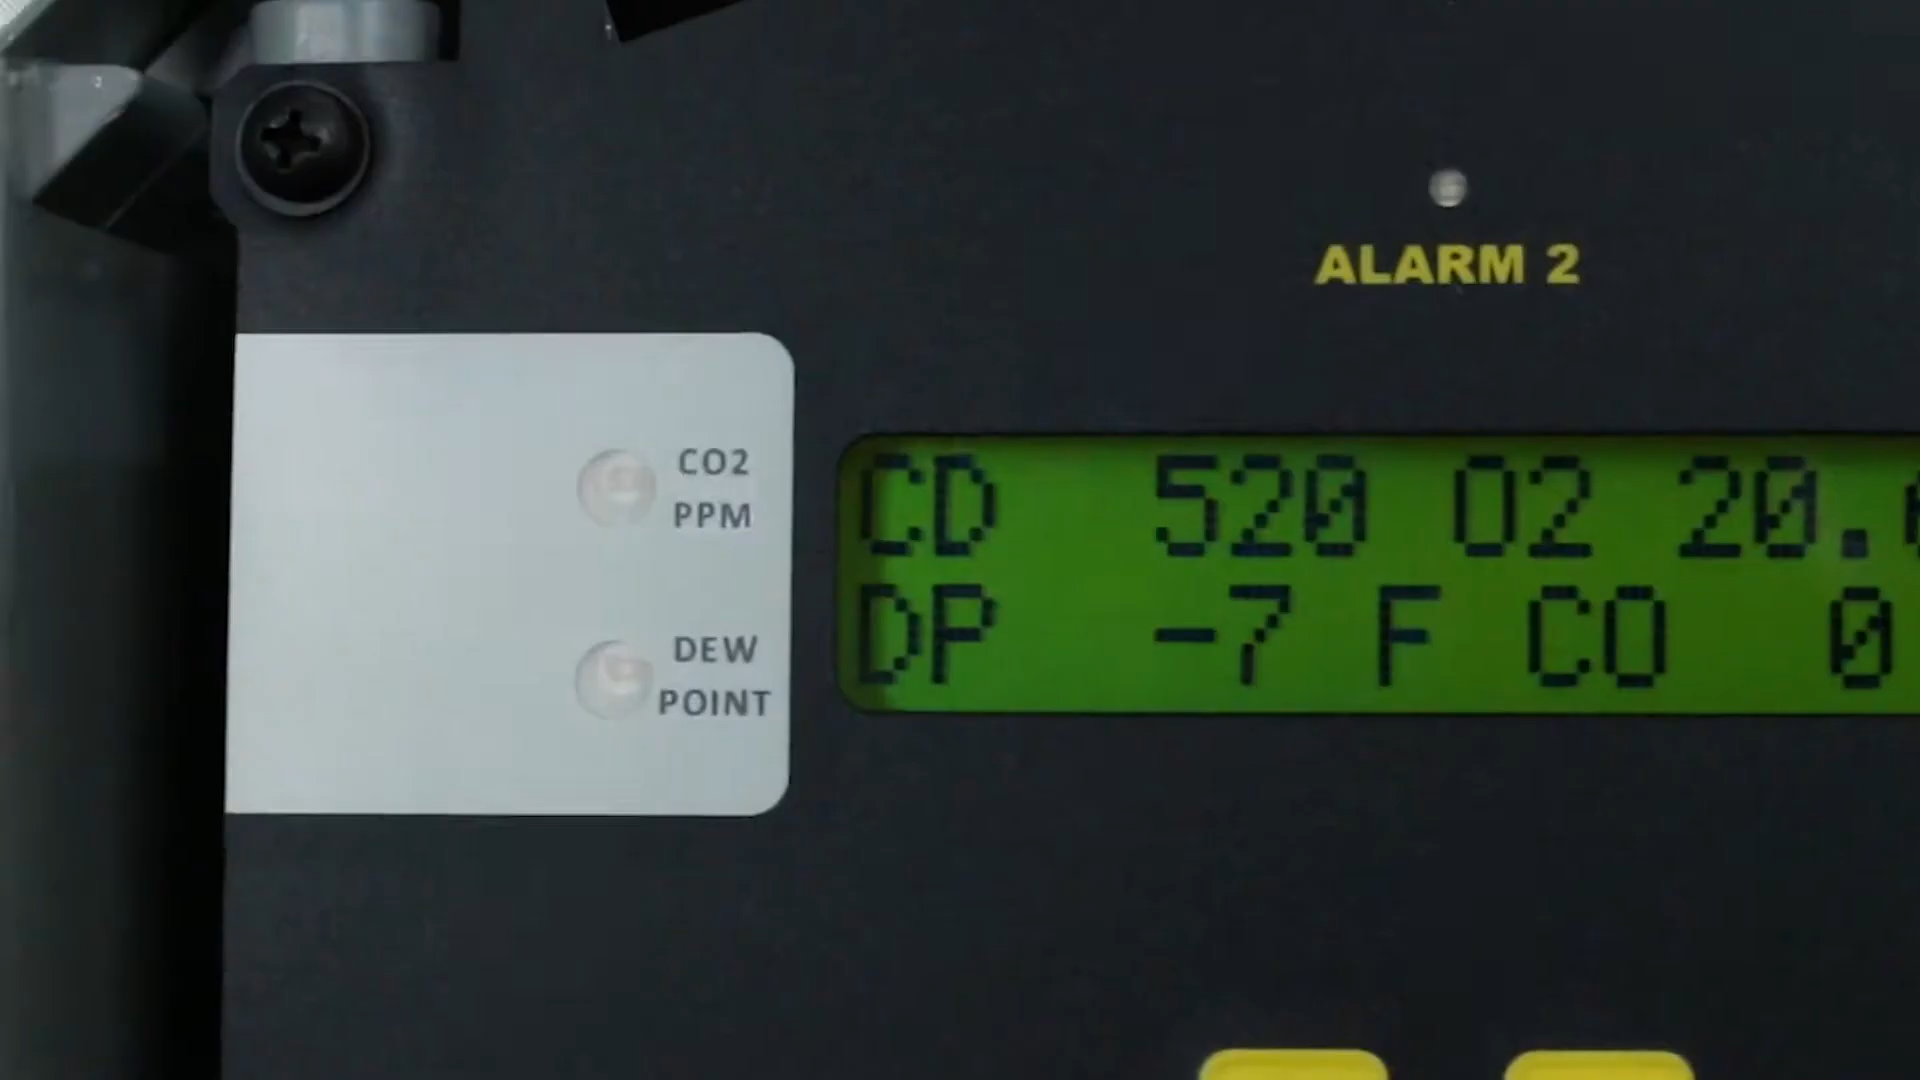 ALARM 2
CO2
PPM
DEW
POINT
CD 520 O2 20.
DP -7 F CO 0